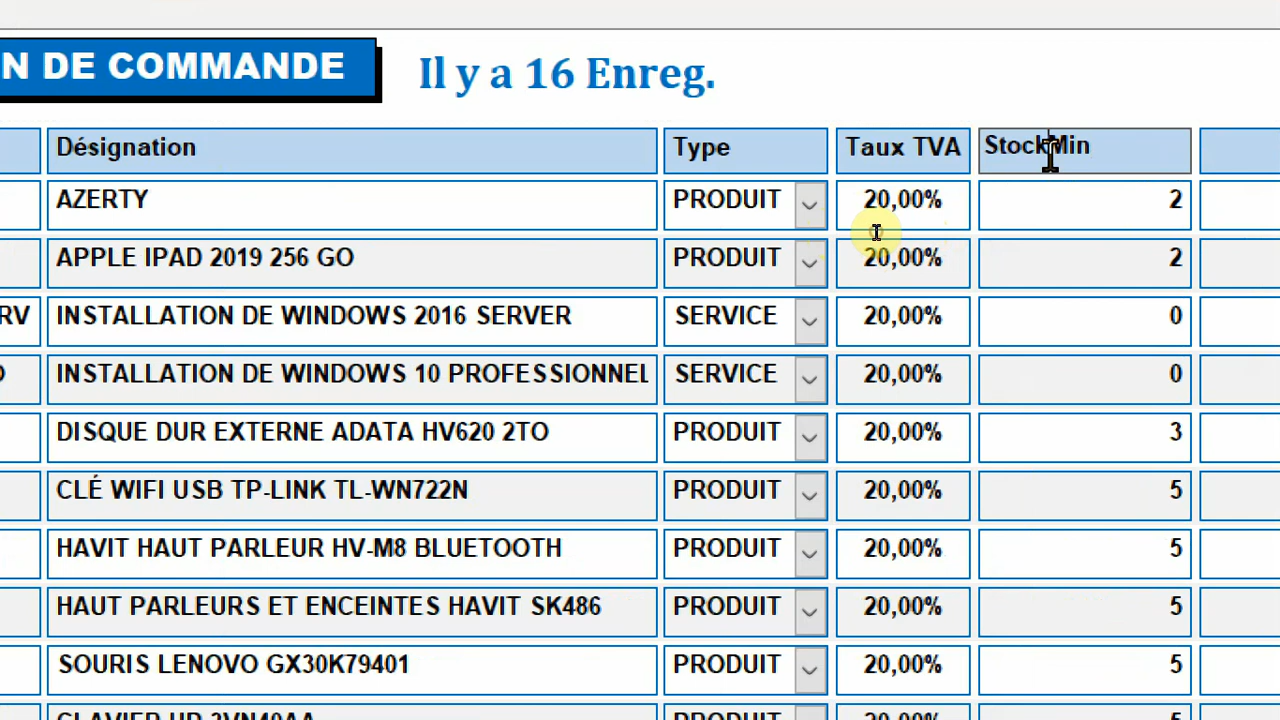 N DE COMMANDE Il y a 16 Enreg.
Désignation Type Taux TVA StockMin
AZERTY PRODUIT 20,00% 2
APPLE IPAD 2019 256 GO PRODUIT 20,00% 2
RV INSTALLATION DE WINDOWS 2016 SERVER SERVICE 20,00% 0
INSTALLATION DE WINDOWS 10 PROFESSIONNEL SERVICE 20,00% 0
DISQUE DUR EXTERNE ADATA HV620 2TO PRODUIT 20,00% 3
CLÉ WIFI USB TP-LINK TL-WN722N PRODUIT 20,00% 5
HAVIT HAUT PARLEUR HV-M8 BLUETOOTH PRODUIT 20,00% 5
HAUT PARLEURS ET ENCEINTES HAVIT SK486 PRODUIT 20,00% 5
SOURIS LENOVO GX30K79401 PRODUIT 20,00% 5